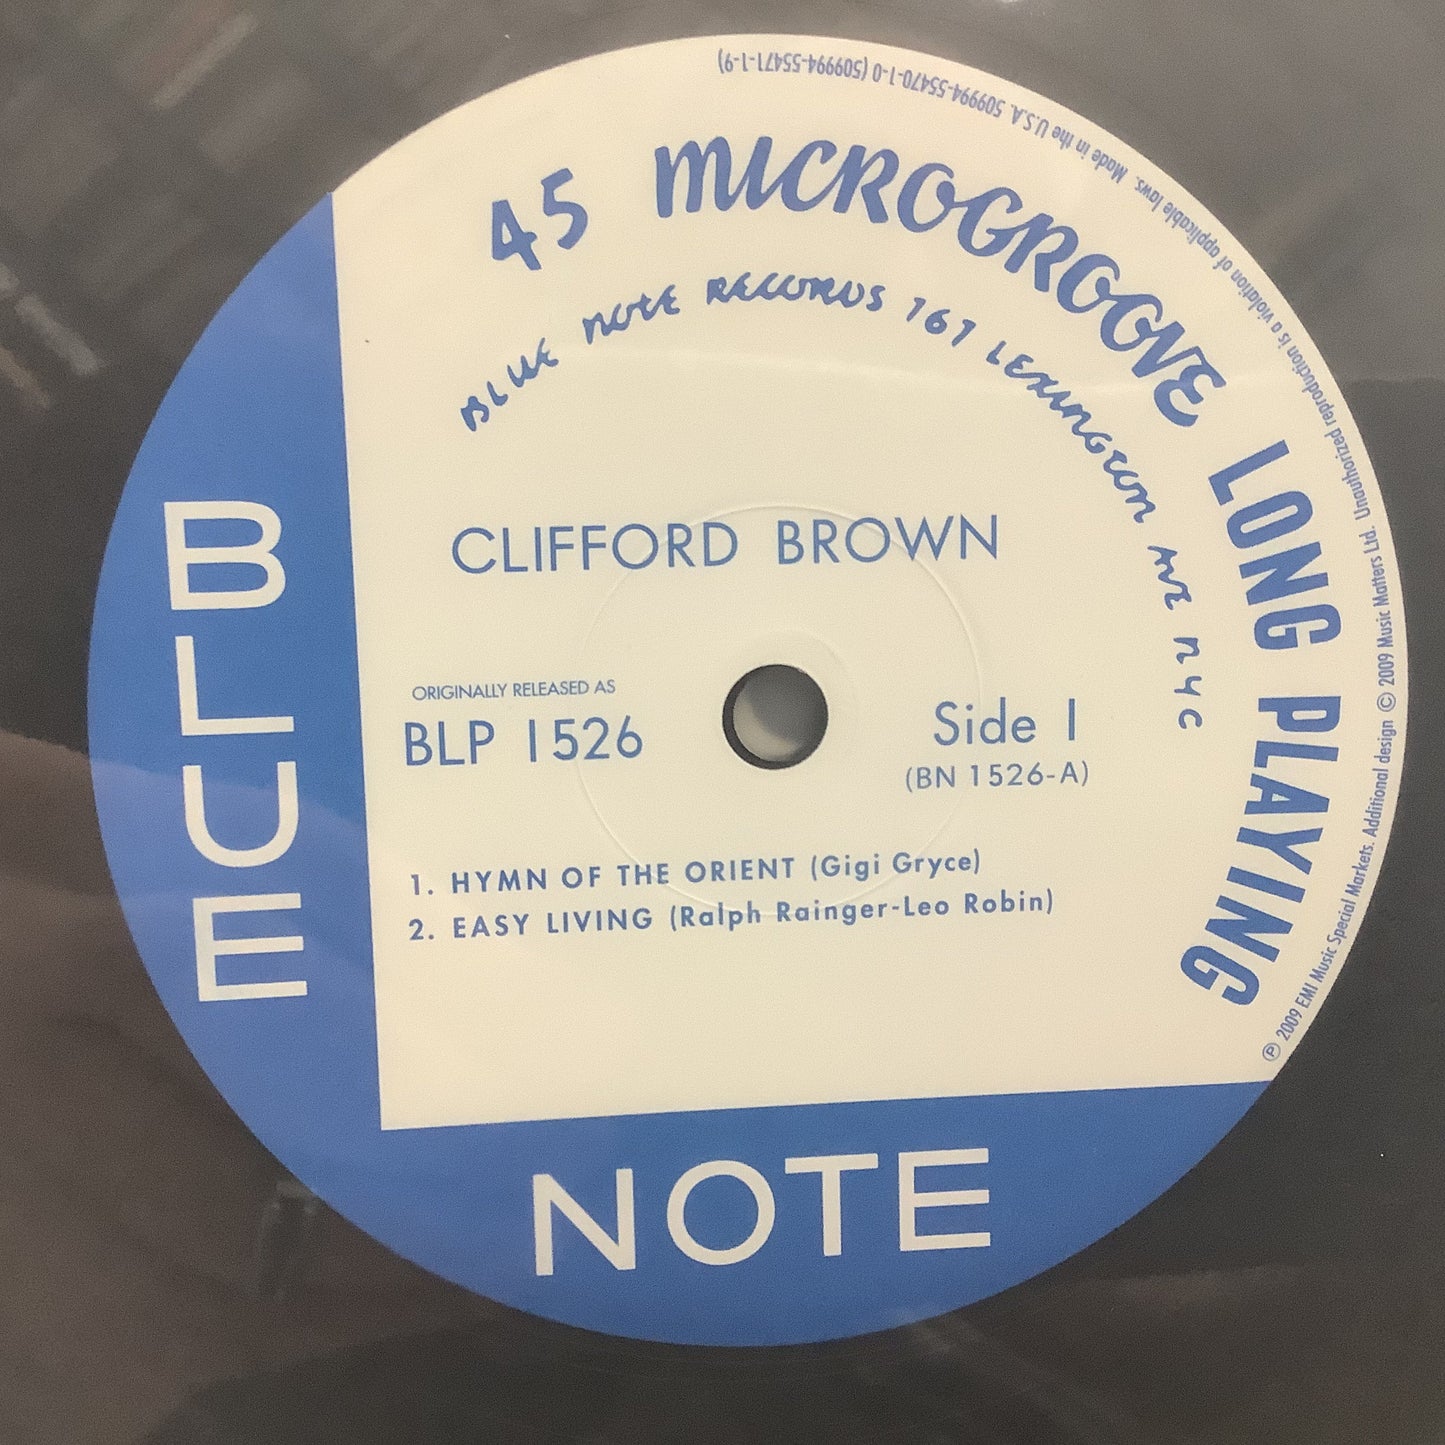 45 MICROGROOVE LONG PLAYING
BLUE NOTE RECORDS 767 LEXINGTON AVE NYC
CLIFFORD BROWN
ORIGINALLY RELEASED AS
BLP 1526
Side 1
(BN 1526-A)
1. HYMN OF THE ORIENT (Gigi Gryce)
2. EASY LIVING (Ralph Rainger-Leo Robin)
BLUE
NOTE
℗ 2009 EMI Music Special Markets. Additional design © 2009 Music Matters Ltd. Unauthorized reproduction is a violation of applicable laws. Made in the U.S.A. 509994-55470-1-0 (509994-55471-1-9)